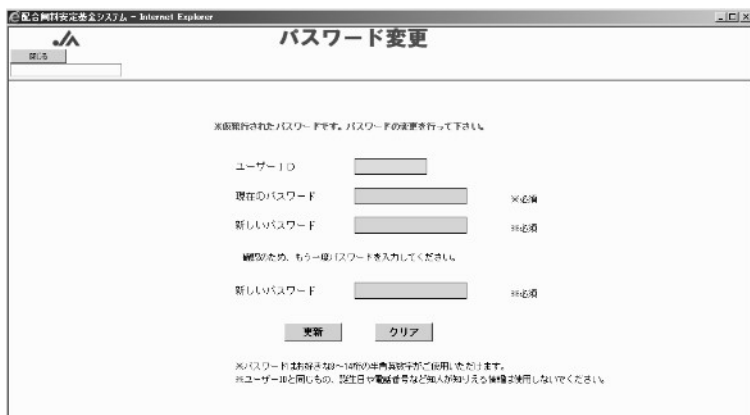 配合飼料安定基金システム - Internet Explorer
JA
パスワード変更
閉じる
※仮発行されたパスワードです。パスワードの変更を行って下さい。
ユーザーID
現在のパスワード ※必須
新しいパスワード ※必須
確認のため、もう一度パスワードを入力してください。
新しいパスワード ※必須
更新 クリア
※パスワードはお好きな8~14桁の半角英数字がご使用いただけます。
※ユーザーIDと同じもの、誕生日や電話番号など知人が知りえる情報は使用しないでください。